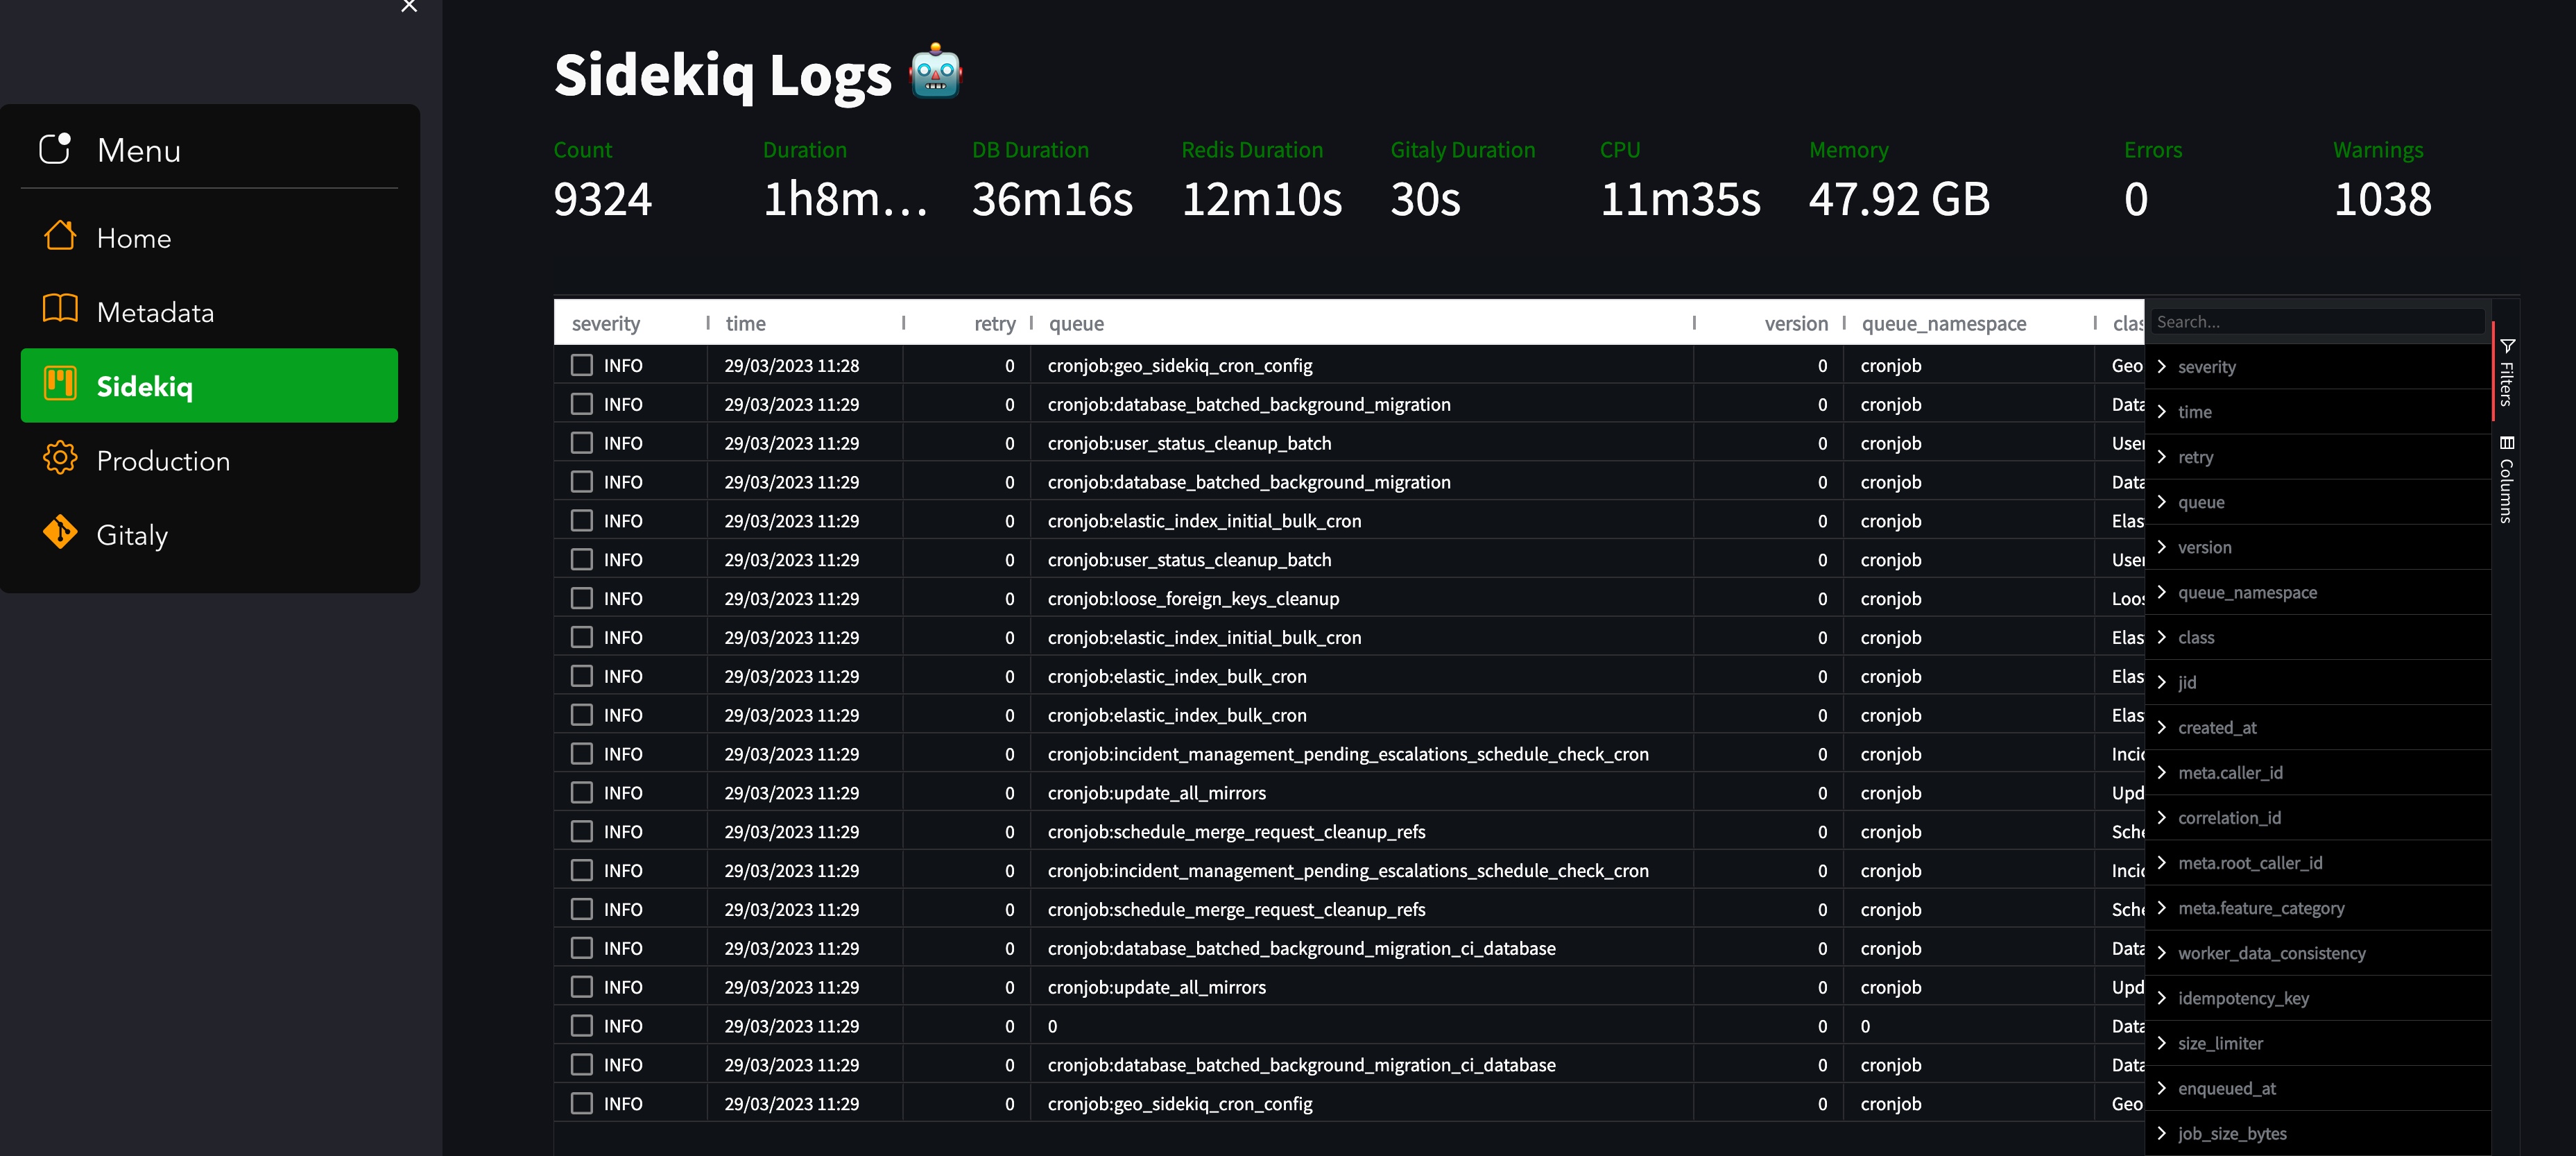 Menu
Home
Metadata
Sidekiq
Production
Gitaly
Sidekiq Logs
Count Duration DB Duration Redis Duration Gitaly Duration CPU Memory Errors Warnings
9324 1h8m... 36m16s 12m10s 30s 11m35s 47.92 GB 0 1038
severity time retry queue version queue_namespace clas
INFO 29/03/2023 11:28 0 cronjob:geo_sidekiq_cron_config 0 cronjob Geo
INFO 29/03/2023 11:29 0 cronjob:database_batched_background_migration 0 cronjob Data
INFO 29/03/2023 11:29 0 cronjob:user_status_cleanup_batch 0 cronjob User
INFO 29/03/2023 11:29 0 cronjob:database_batched_background_migration 0 cronjob Data
INFO 29/03/2023 11:29 0 cronjob:elastic_index_initial_bulk_cron 0 cronjob Elas
INFO 29/03/2023 11:29 0 cronjob:user_status_cleanup_batch 0 cronjob User
INFO 29/03/2023 11:29 0 cronjob:loose_foreign_keys_cleanup 0 cronjob Loos
INFO 29/03/2023 11:29 0 cronjob:elastic_index_initial_bulk_cron 0 cronjob Elas
INFO 29/03/2023 11:29 0 cronjob:elastic_index_bulk_cron 0 cronjob Elas
INFO 29/03/2023 11:29 0 cronjob:elastic_index_bulk_cron 0 cronjob Elas
INFO 29/03/2023 11:29 0 cronjob:incident_management_pending_escalations_schedule_check_cron 0 cronjob Inci
INFO 29/03/2023 11:29 0 cronjob:update_all_mirrors 0 cronjob Upd
INFO 29/03/2023 11:29 0 cronjob:schedule_merge_request_cleanup_refs 0 cronjob Sche
INFO 29/03/2023 11:29 0 cronjob:incident_management_pending_escalations_schedule_check_cron 0 cronjob Inci
INFO 29/03/2023 11:29 0 cronjob:schedule_merge_request_cleanup_refs 0 cronjob Sche
INFO 29/03/2023 11:29 0 cronjob:database_batched_background_migration_ci_database 0 cronjob Data
INFO 29/03/2023 11:29 0 cronjob:update_all_mirrors 0 cronjob Upd
INFO 29/03/2023 11:29 0 0 0 0 Data
INFO 29/03/2023 11:29 0 cronjob:database_batched_background_migration_ci_database 0 cronjob Data
INFO 29/03/2023 11:29 0 cronjob:geo_sidekiq_cron_config 0 cronjob Geo
Search...
severity
time
retry
queue
version
queue_namespace
class
jid
created_at
meta.caller_id
correlation_id
meta.root_caller_id
meta.feature_category
worker_data_consistency
idempotency_key
size_limiter
enqueued_at
job_size_bytes
Filters
Columns